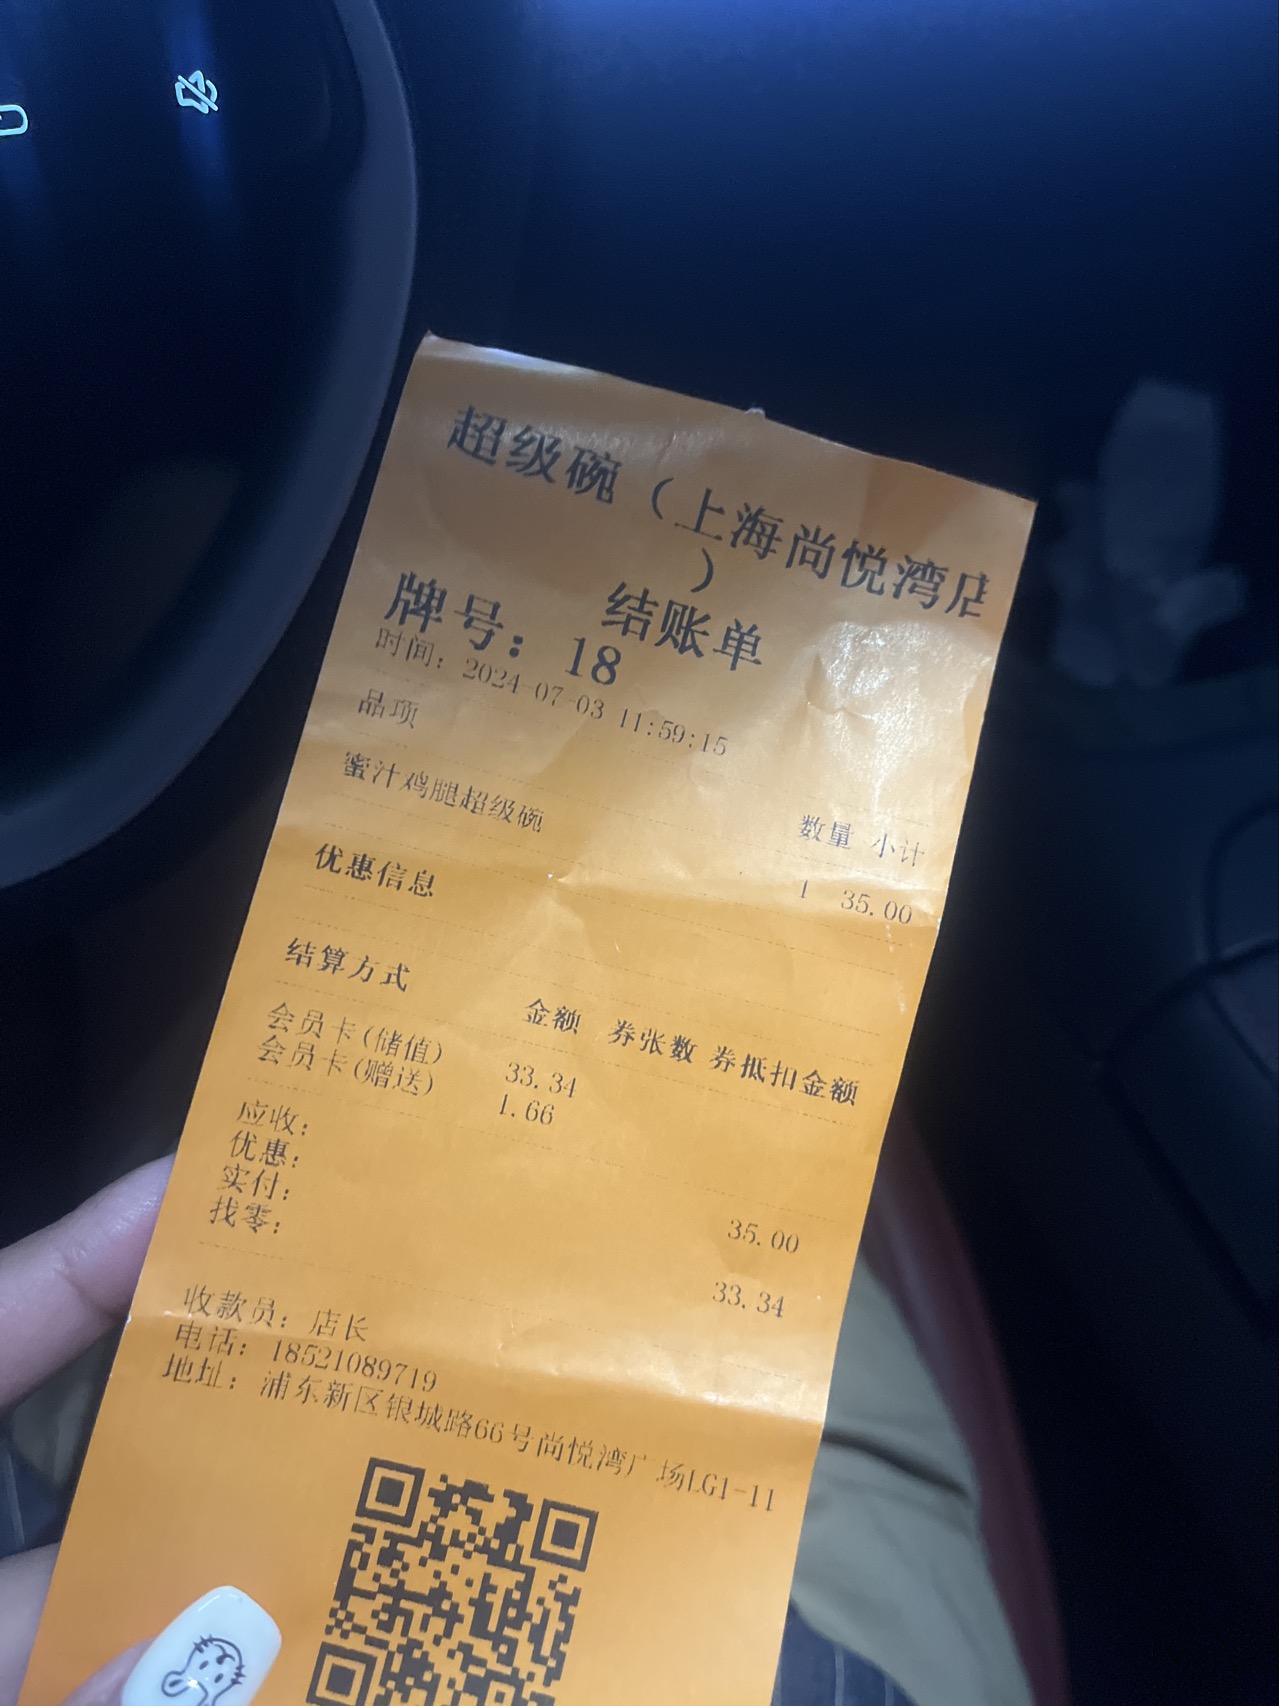 超级碗（上海尚悦湾店
）
结账单
牌号：18
时间：2024-07-03 11:59:15
品项 数量 小计
蜜汁鸡腿超级碗 1 35.00
优惠信息
结算方式 金额 券张数 券抵扣金额
会员卡(储值) 33.34
会员卡(赠送) 1.66
应收： 35.00
优惠：
实付： 33.34
找零：
收款员：店长
电话：18521089719
地址：浦东新区银城路66号尚悦湾广场LG1-11